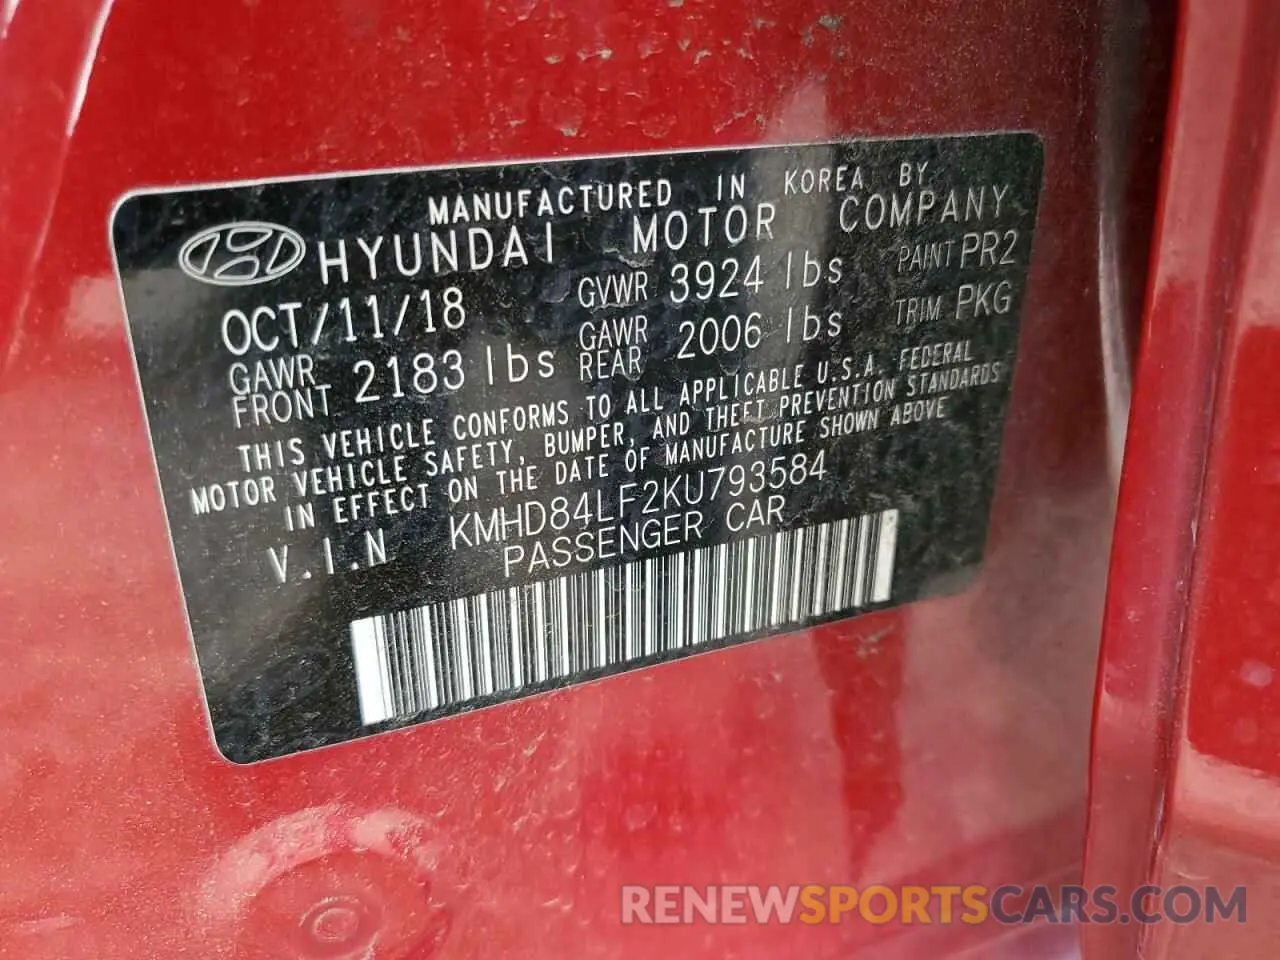 MANUFACTURED IN KOREA BY
HYUNDAI MOTOR COMPANY
OCT/11/18 GVWR 3924 lbs PAINT PR2
GAWR FRONT 2183 lbs GAWR REAR 2006 lbs TRIM PKG
THIS VEHICLE CONFORMS TO ALL APPLICABLE U.S.A. FEDERAL
MOTOR VEHICLE SAFETY, BUMPER, AND THEFT PREVENTION STANDARDS
IN EFFECT ON THE DATE OF MANUFACTURE SHOWN ABOVE
V.I.N KMHD84LF2KU793584
PASSENGER CAR
RENEWSPORTSCARS.COM